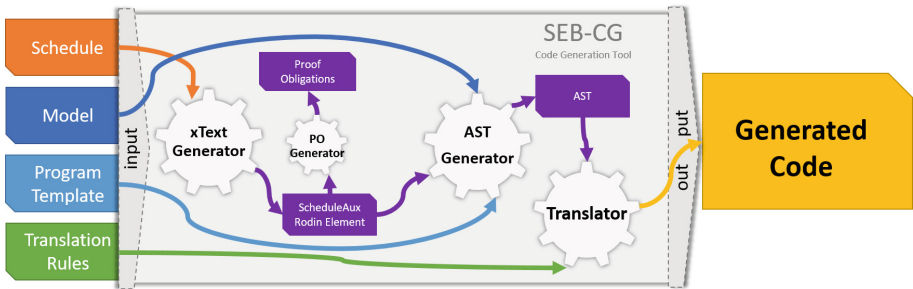 SEB-CG
Code Generation Tool
Schedule
Model
Program
Template
Translation
Rules
input
xText
Generator
Proof
Obligations
PO
Generator
ScheduleAux
Rodin Element
AST
Generator
AST
Translator
out put
Generated
Code